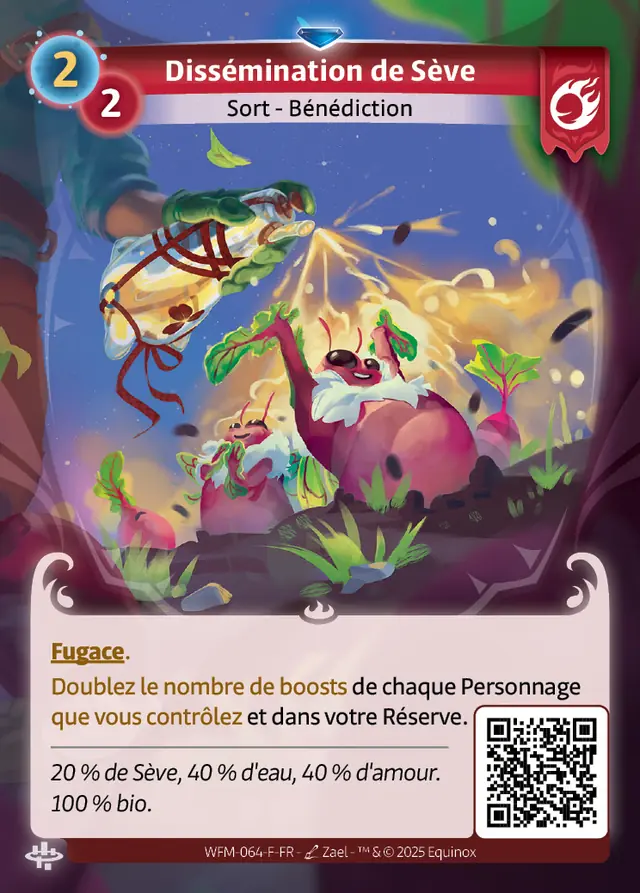 2
2
Dissémination de Sève
Sort - Bénédiction
Fugace.
Doublez le nombre de boosts de chaque Personnage
que vous contrôlez et dans votre Réserve.
20 % de Sève, 40 % d'eau, 40 % d'amour.
100 % bio.
WFM-064-F-FR - Zael - ™ & © 2025 Equinox